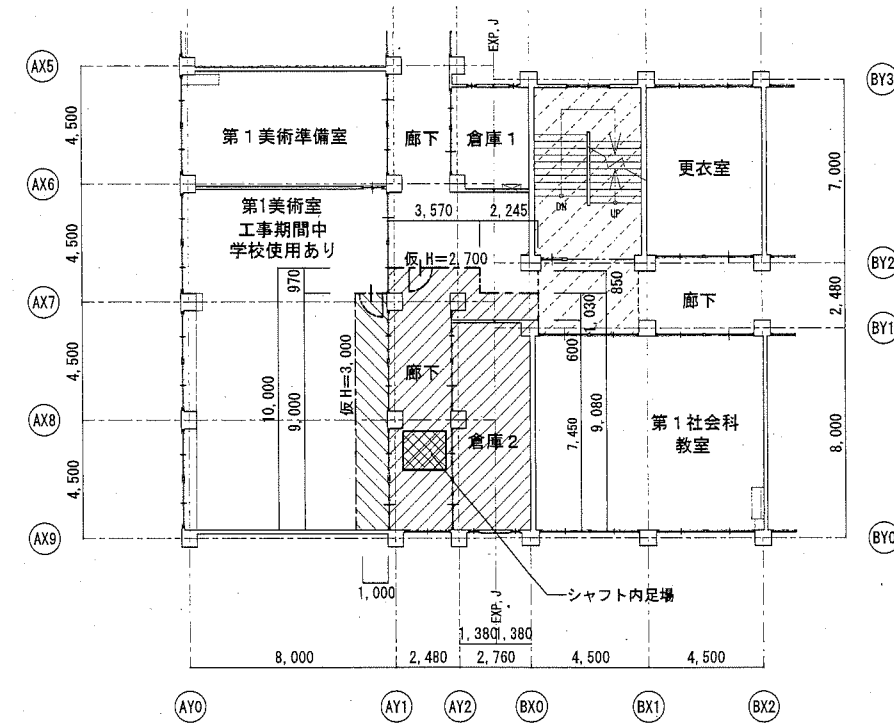 EXP.J
AX5
BY3
4,500
第1美術準備室
廊下
倉庫1
更衣室
7,000
AX6
DN
UP
第1美術室
工事期間中
学校使用あり
3,570
2,245
4,500
仮H=2,700
BY2
970
850
廊下
2,480
AX7
1,030
BY1
600
4,500
10,000
9,000
仮H=3,000
廊下
AX8
倉庫2
7,450
9,080
第1社会科
教室
8,000
4,500
AX9
BY0
1,000
シャフト内足場
EXP.J
1,380
1,380
8,000
2,480
2,760
4,500
4,500
AY0
AY1
AY2
BX0
BX1
BX2